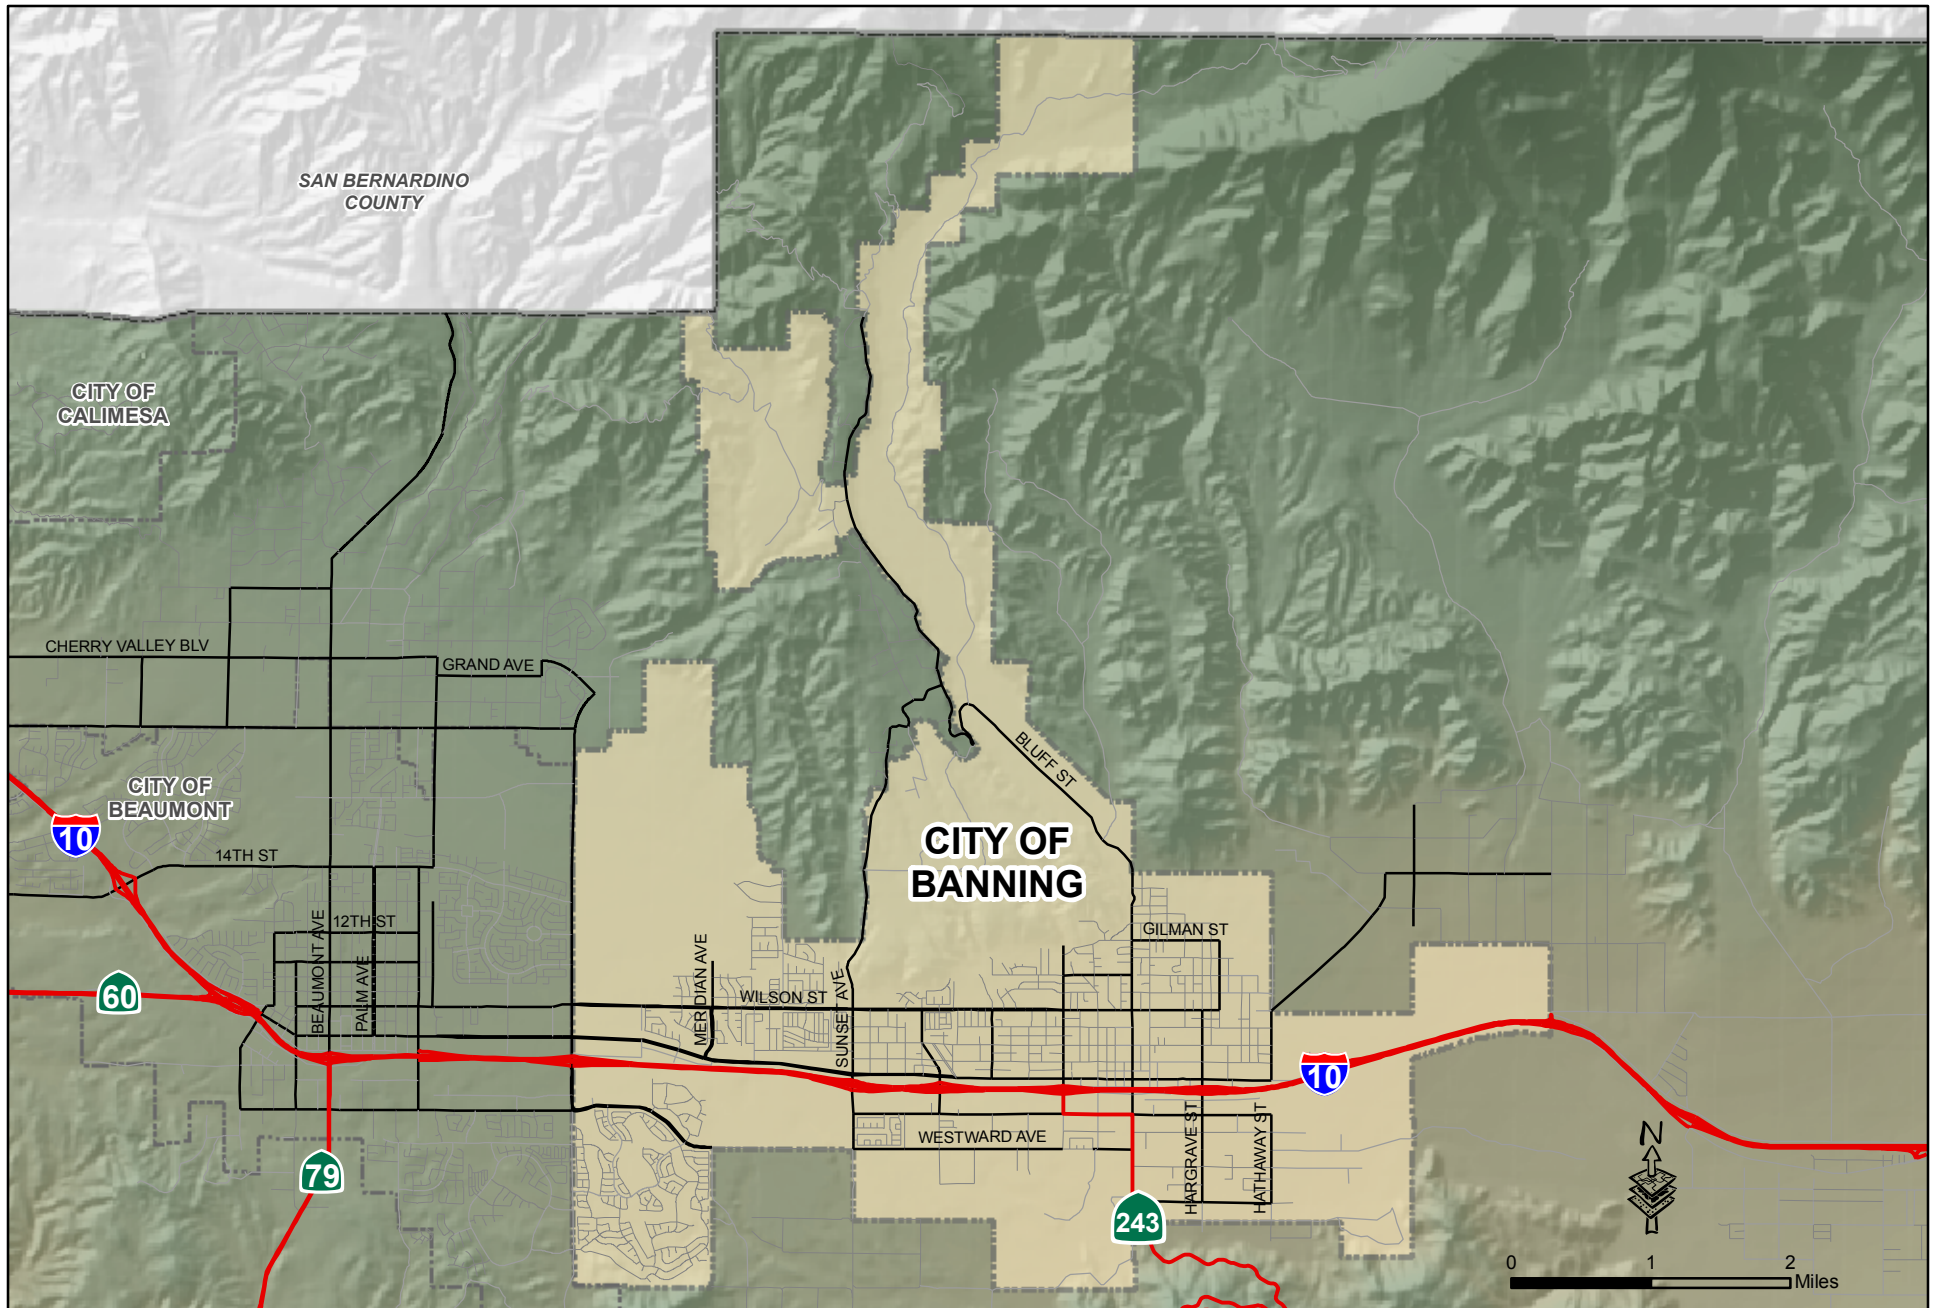 SAN BERNARDINO
COUNTY
CITY OF
CALIMESA
CHERRY VALLEY BLV
GRAND AVE
BLUFF ST
CITY OF
BEAUMONT
10
CITY OF
BANNING
14TH ST
12TH ST
GILMAN ST
BEAUMONT AVE
PALM AVE
MERIDIAN AVE
SUNSET AVE
60
WILSON ST
10
WESTWARD AVE
HARGRAVE ST
HATHAWAY ST
79
243
N
0 1 2
Miles